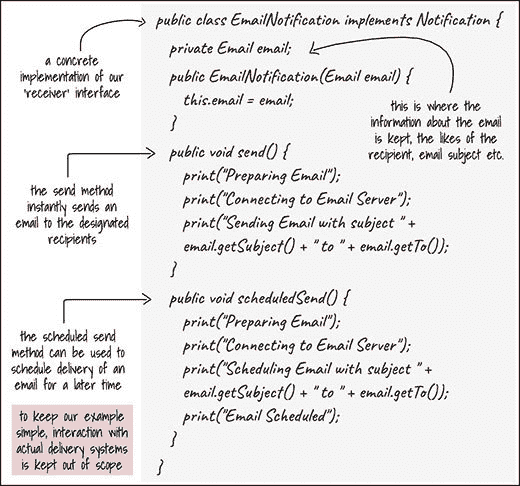 public class EmailNotification implements Notification {
private Email email;
public EmailNotification(Email email) {
this.email = email;
}
public void send() {
print("Preparing Email");
print("Connecting to Email Server");
print("Sending Email with subject " +
email.getSubject() + " to " + email.getTo());
}
public void scheduledSend() {
print("Preparing Email");
print("Connecting to Email Server");
print("Scheduling Email with subject " +
email.getSubject() + " to " + email.getTo());
print("Email Scheduled");
}
}
a concrete
implementation of our
'receiver' interface
this is where the
information about the email
is kept, the likes of the
recipient, email subject etc.
the send method
instantly sends an
email to the designated
recipients
the scheduled send
method can be used to
schedule delivery of an
email for a later time
to keep our example
simple, interaction with
actual delivery systems
is kept out of scope